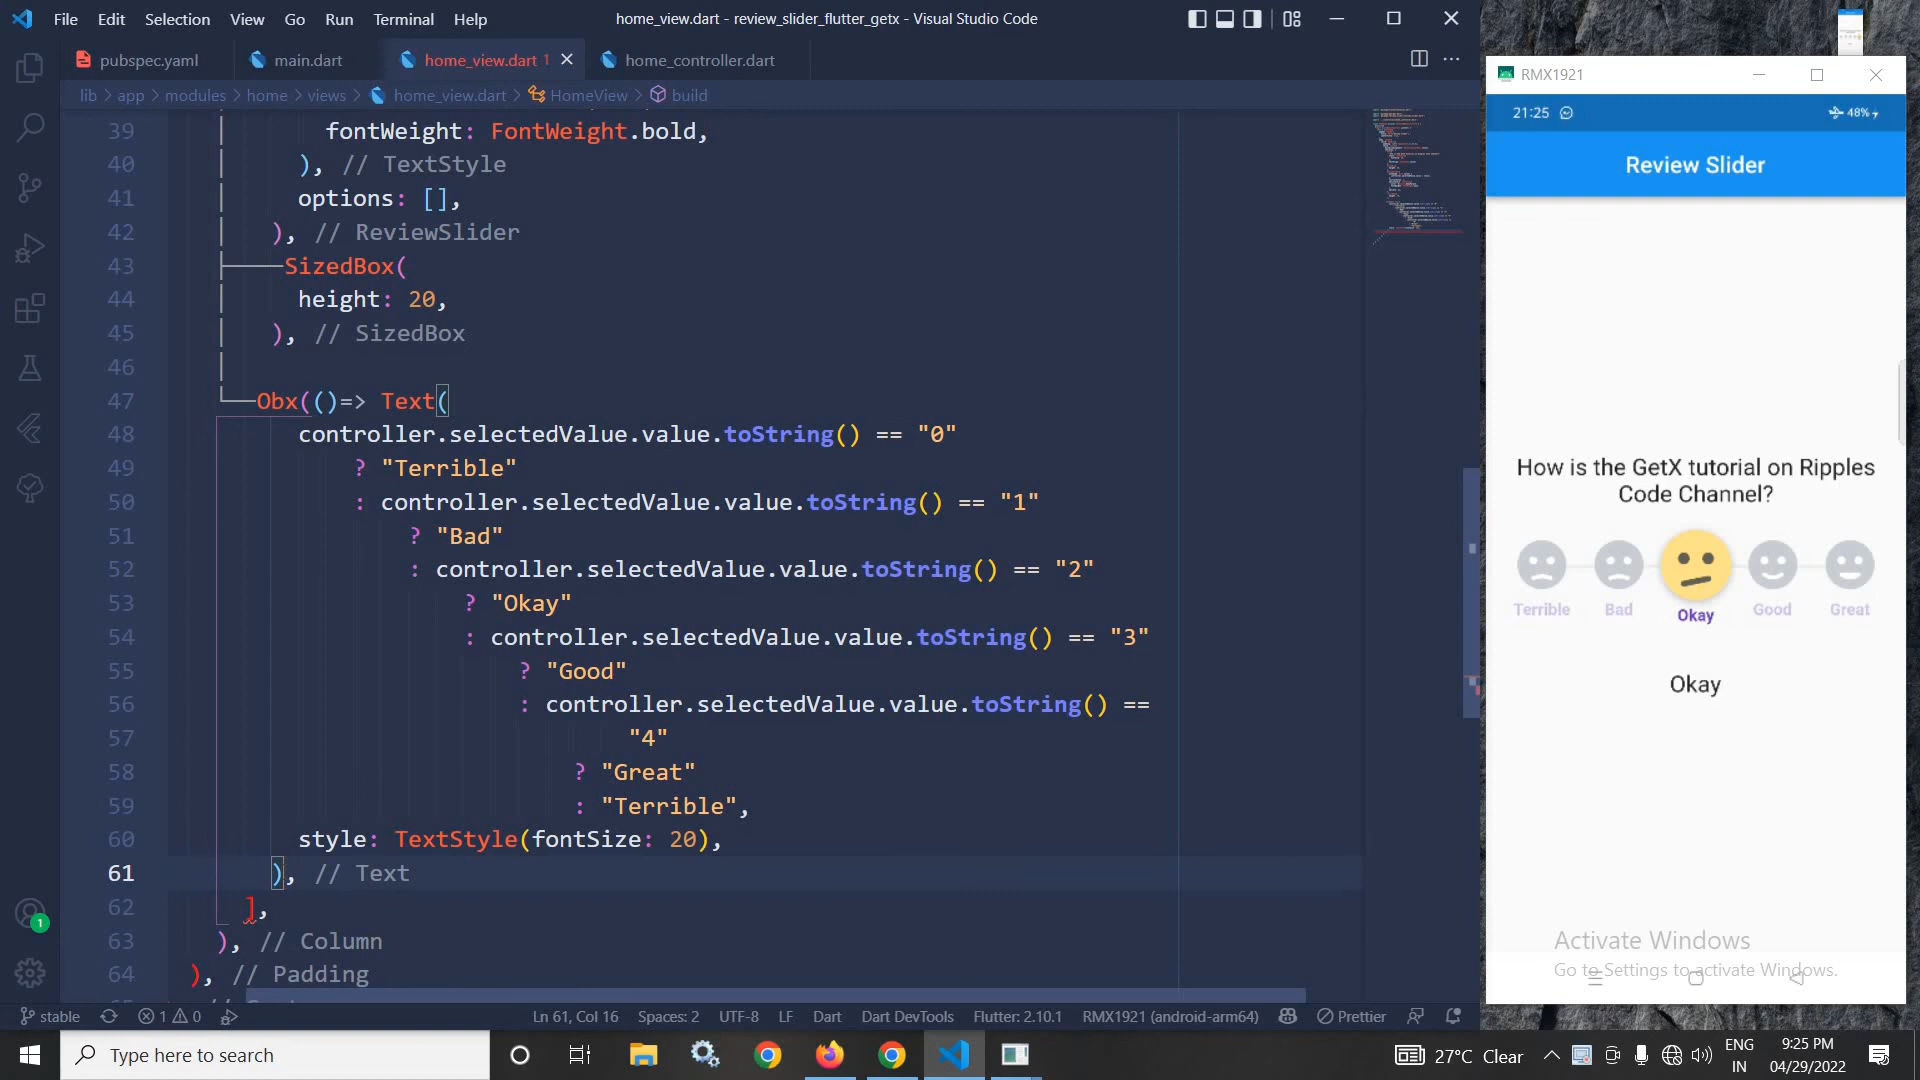 File Edit Selection View Go Run Terminal Help
home_view.dart - review_slider_flutter_getx - Visual Studio Code
pubspec.yaml
main.dart
home_view.dart 1
home_controller.dart
lib > app > modules > home > views > home_view.dart > HomeView > build
39 fontWeight: FontWeight.bold,
40 ), // TextStyle
41 options: [],
42 ), // ReviewSlider
43 SizedBox(
44 height: 20,
45 ), // SizedBox
46
47 Obx(()=> Text(
48 controller.selectedValue.value.toString() == "0"
49 ? "Terrible"
50 : controller.selectedValue.value.toString() == "1"
51 ? "Bad"
52 : controller.selectedValue.value.toString() == "2"
53 ? "Okay"
54 : controller.selectedValue.value.toString() == "3"
55 ? "Good"
56 : controller.selectedValue.value.toString() ==
57 "4"
58 ? "Great"
59 : "Terrible",
60 style: TextStyle(fontSize: 20),
61 ), // Text
62 ],
63 ), // Column
64 ), // Padding
stable
1 0
Ln 61, Col 16
Spaces: 2
UTF-8
LF
Dart
Dart DevTools
Flutter: 2.10.1
RMX1921 (android-arm64)
Prettier
1
RMX1921
21:25
48%
Review Slider
How is the GetX tutorial on Ripples
Code Channel?
Terrible Bad Okay Good Great
Okay
Activate Windows
Go to Settings to activate Windows.
Type here to search
27°C Clear
ENG
IN
9:25 PM
04/29/2022